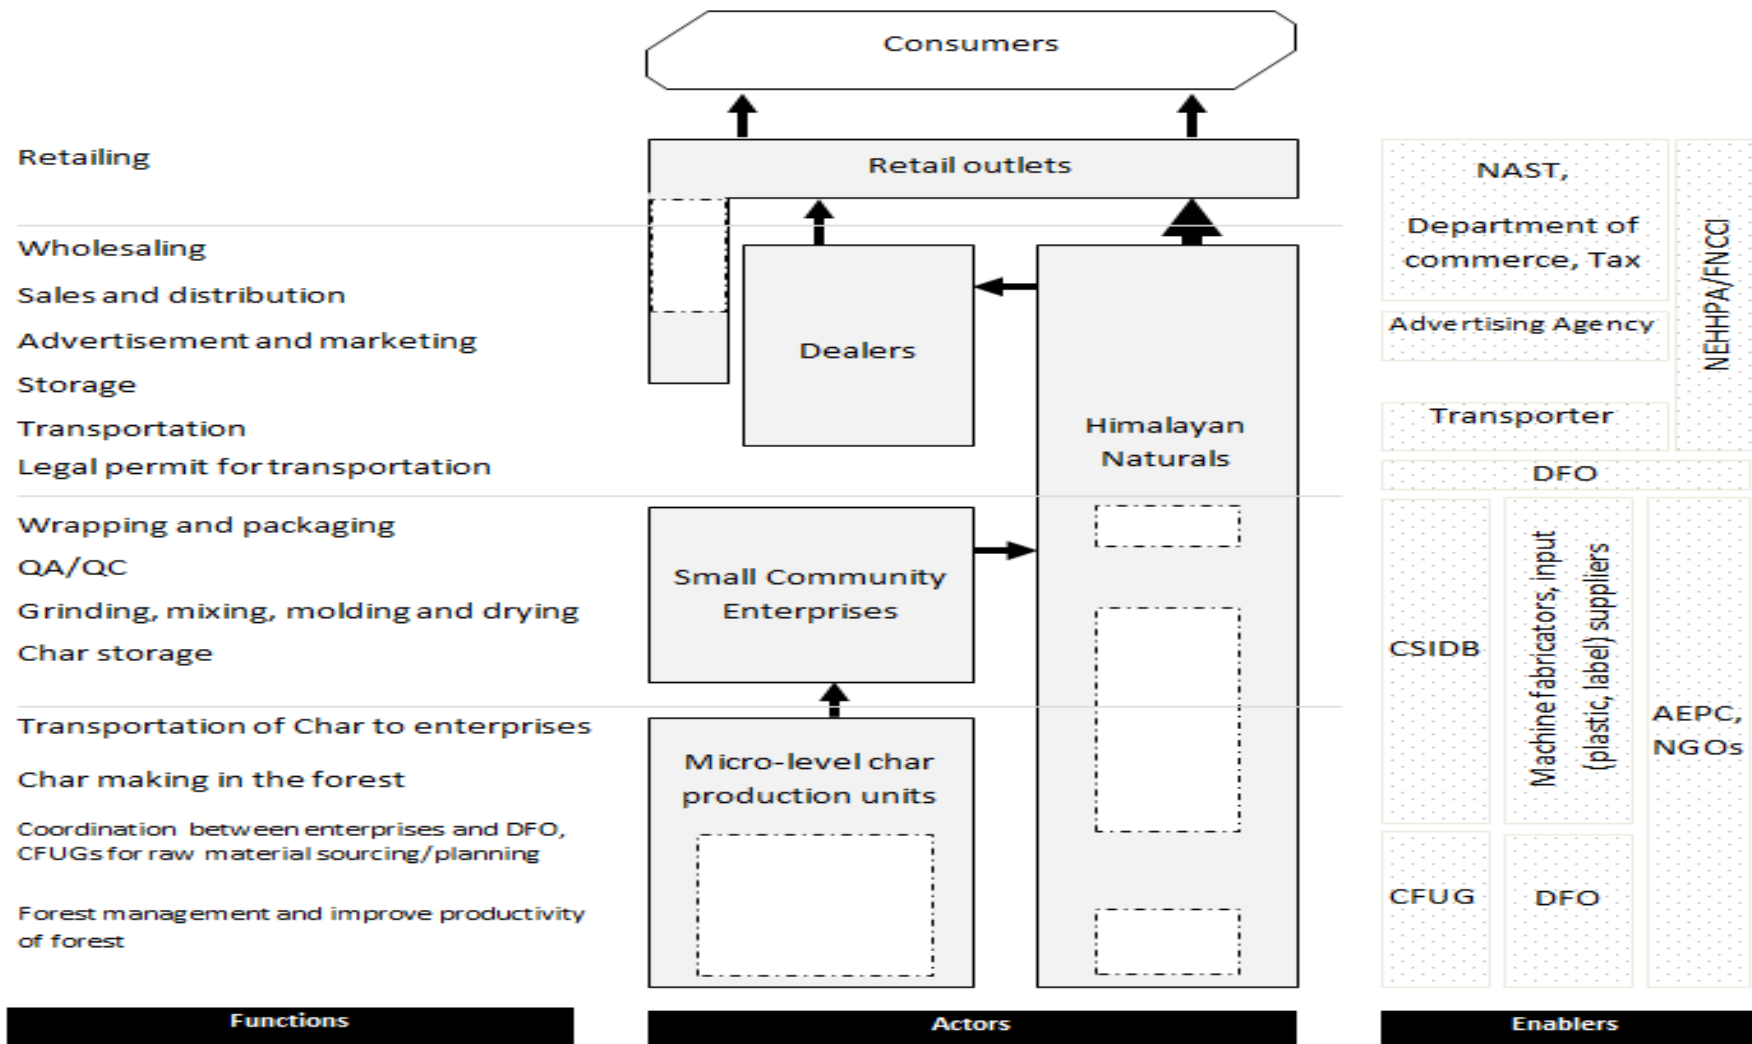 Consumers
Retailing
Wholesaling
Sales and distribution
Advertisement and marketing
Storage
Transportation
Legal permit for transportation
Wrapping and packaging
QA/QC
Grinding, mixing, molding and drying
Char storage
Transportation of Char to enterprises
Char making in the forest
Coordination between enterprises and DFO,
CFUGs for raw material sourcing/planning
Forest management and improve productivity
of forest
Functions
Retail outlets
Dealers
Himalayan
Naturals
Small Community
Enterprises
Micro-level char
production units
Actors
NAST,
Department of
commerce, Tax
NEHHPA/FNCCI
Advertising Agency
Transporter
DFO
CSIDB
Machine fabricators, input
(plastic, label) suppliers
AEPC,
NGOs
CFUG
DFO
Enablers